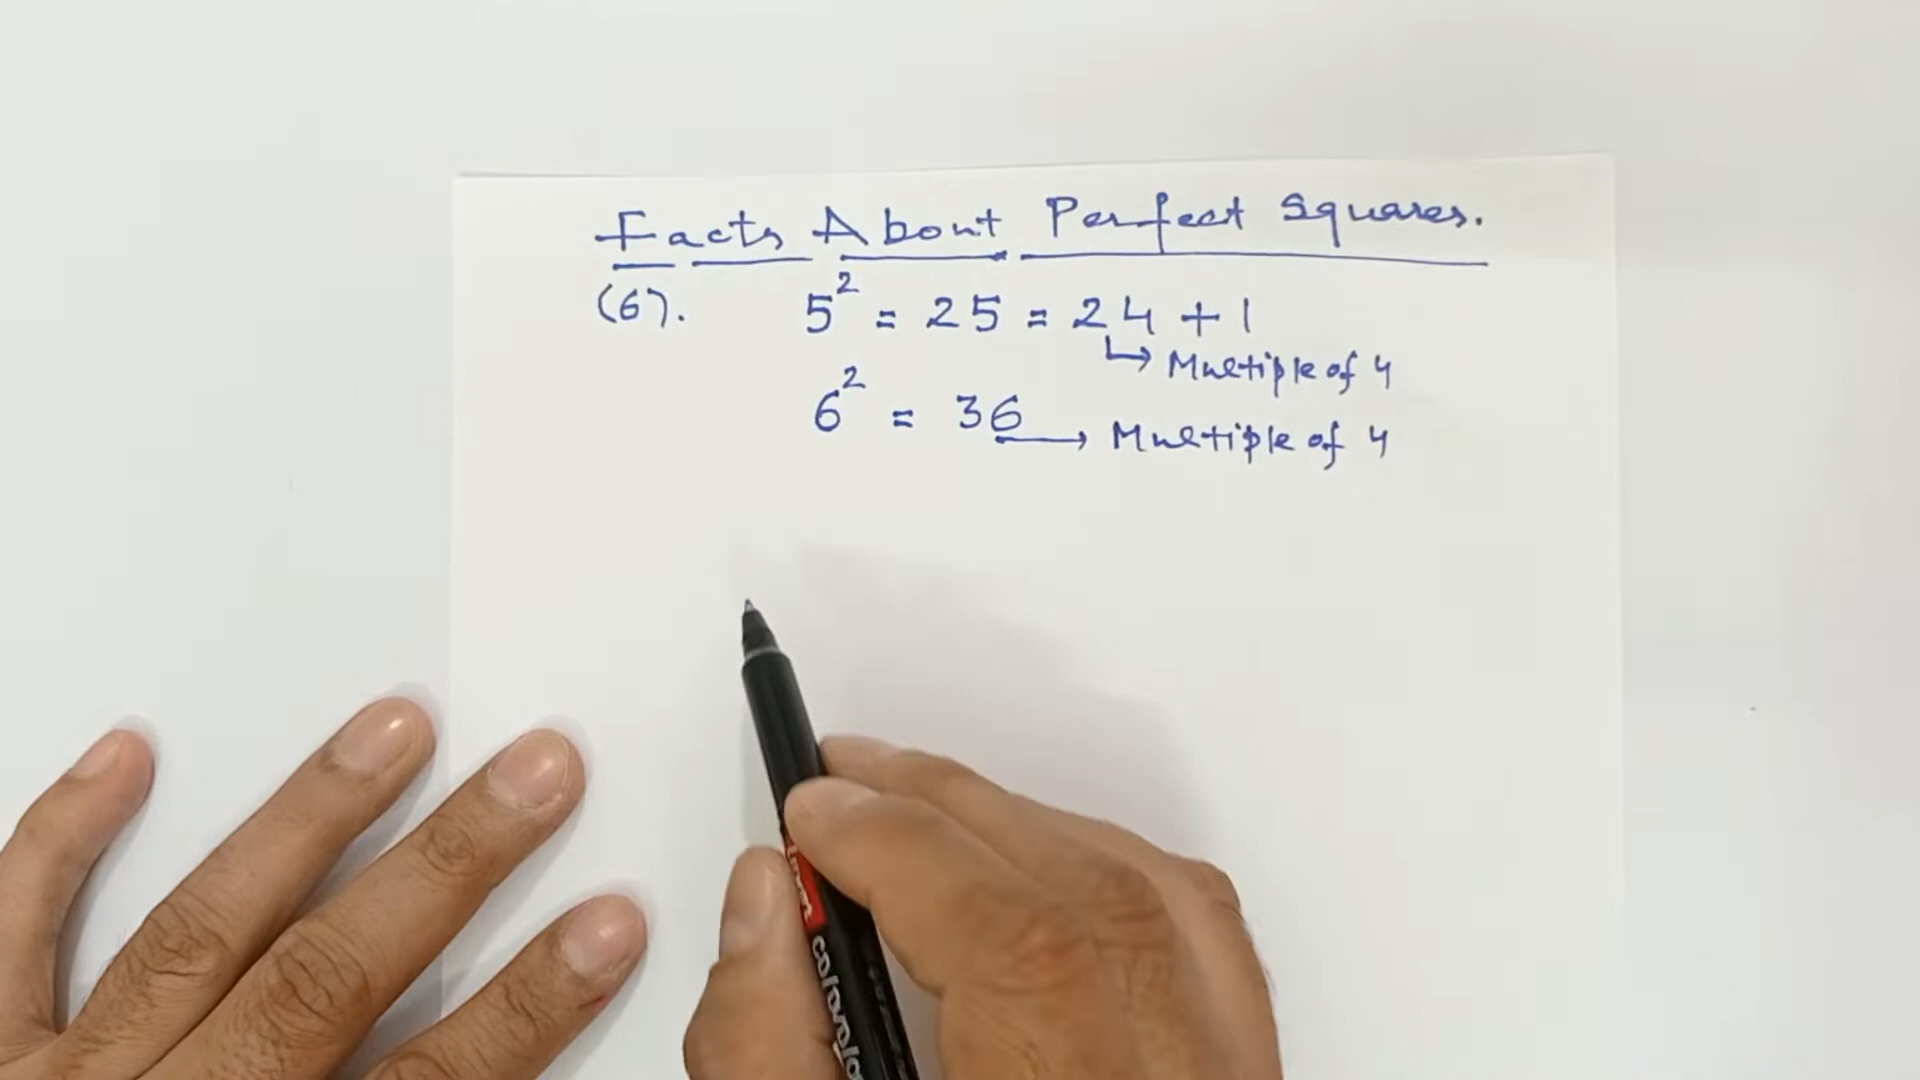 Facts About Perfect Squares.
(6). 5² = 25 = 24 + 1
↳ Multiple of 4
6² = 36 → Multiple of 4